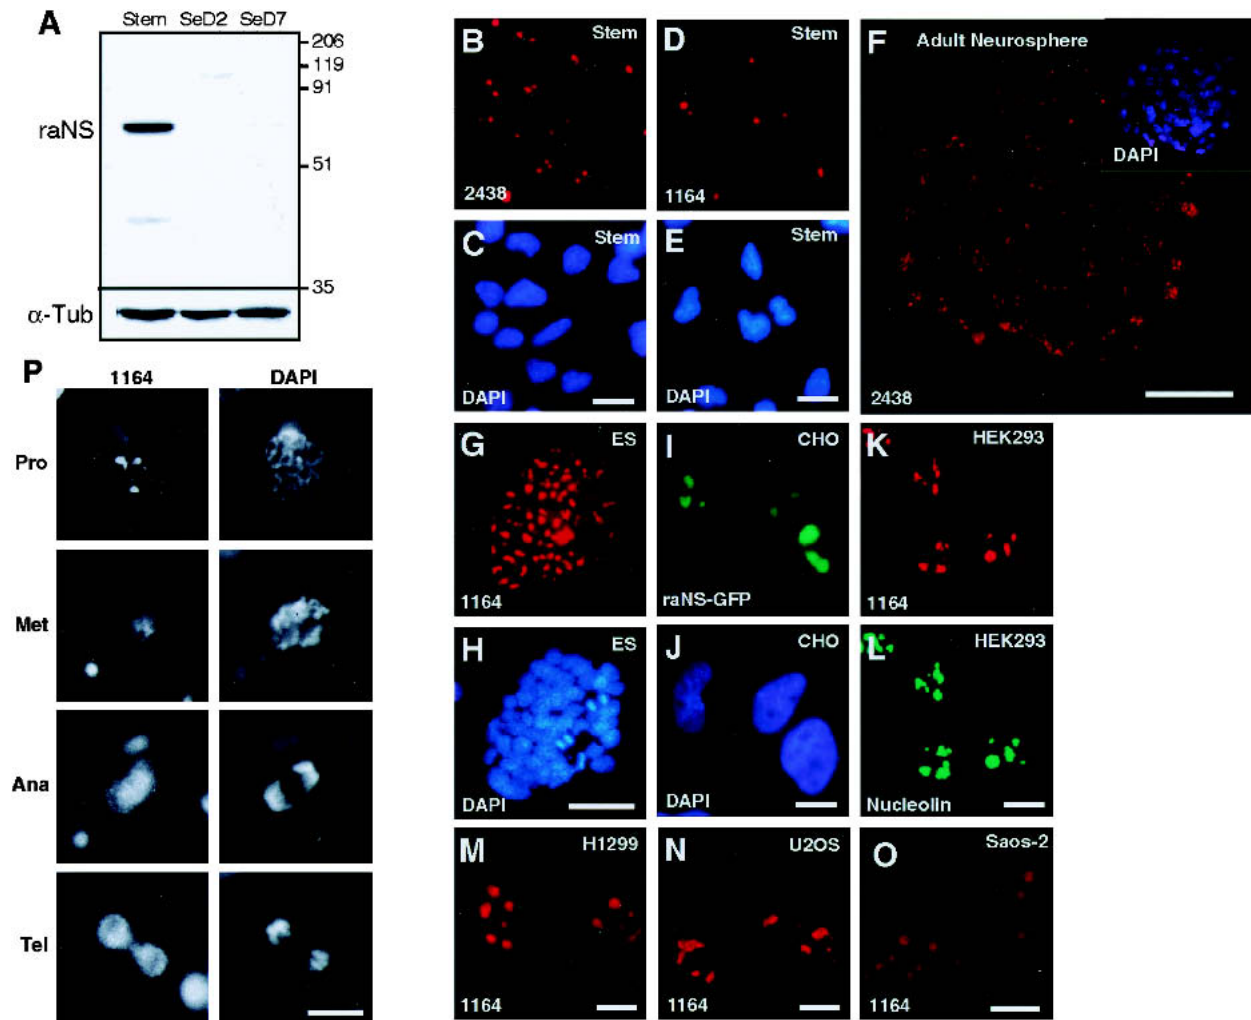 A
Stem SeD2 SeD7
206
119
91
raNS
51
35
α-Tub
B Stem
2438
D Stem
1164
F Adult Neurosphere
DAPI
2438
C Stem
DAPI
E Stem
DAPI
P
1164 DAPI
Pro
Met
Ana
Tel
G ES
1164
I CHO
raNS-GFP
K HEK293
1164
H ES
DAPI
J CHO
DAPI
L HEK293
Nucleolin
M H1299
1164
N U2OS
1164
O Saos-2
1164